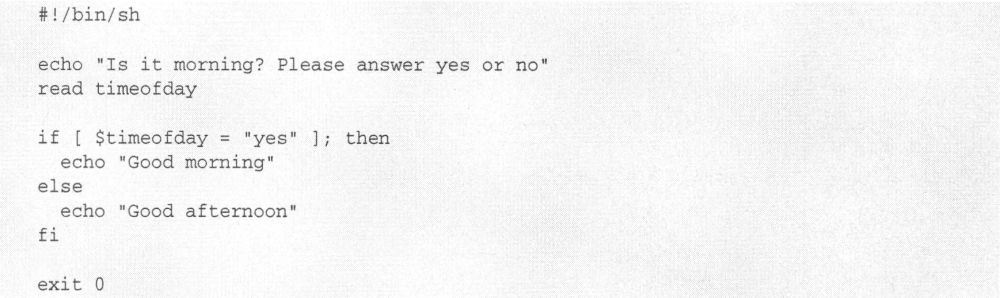 #!/bin/sh
echo "Is it morning? Please answer yes or no"
read timeofday
if [ $timeofday = "yes" ]; then
  echo "Good morning"
else
  echo "Good afternoon"
fi
exit 0